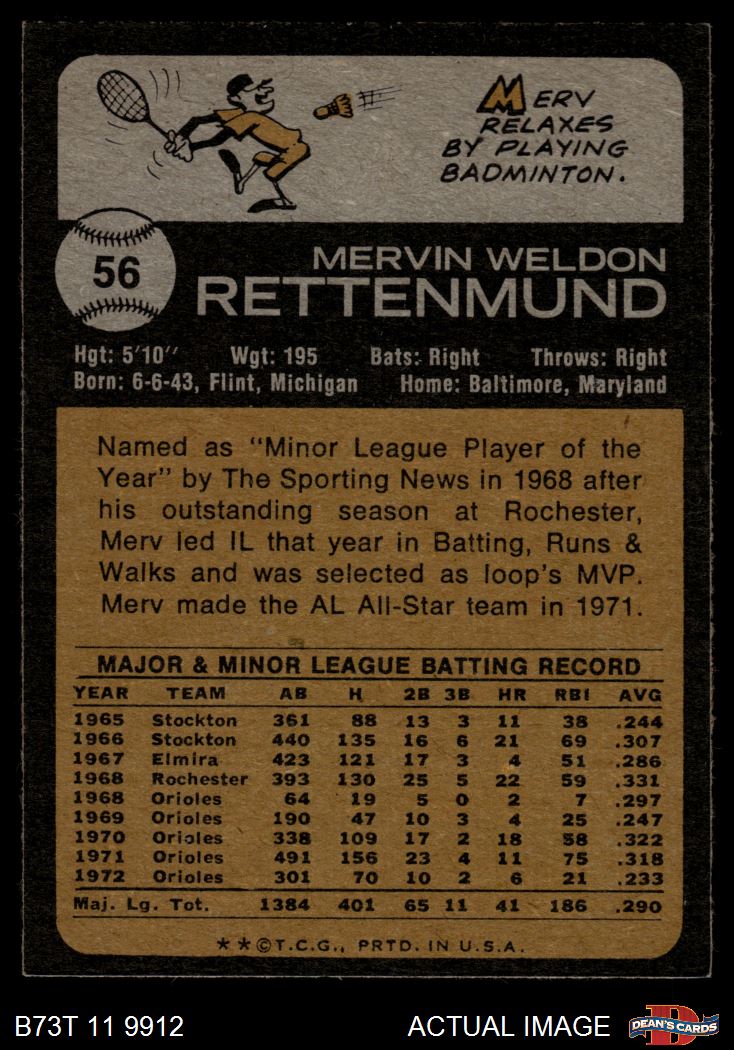 MERV
RELAXES
BY PLAYING
BADMINTON.
56
MERVIN WELDON
RETTENMUND
Hgt: 5'10" Wgt: 195 Bats: Right Throws: Right
Born: 6-6-43, Flint, Michigan Home: Baltimore, Maryland
Named as "Minor League Player of the
Year" by The Sporting News in 1968 after
his outstanding season at Rochester,
Merv led IL that year in Batting, Runs &
Walks and was selected as loop's MVP.
Merv made the AL All-Star team in 1971.
MAJOR & MINOR LEAGUE BATTING RECORD
YEAR TEAM AB H 2B 3B HR RBI AVG
1965 Stockton 361 88 13 3 11 38 .244
1966 Stockton 440 135 16 6 21 69 .307
1967 Elmira 423 121 17 3 4 51 .286
1968 Rochester 393 130 25 5 22 59 .331
1968 Orioles 64 19 5 0 2 7 .297
1969 Orioles 190 47 10 3 4 25 .247
1970 Orioles 338 109 17 2 18 58 .322
1971 Orioles 491 156 23 4 11 75 .318
1972 Orioles 301 70 10 2 6 21 .233
Maj. Lg. Tot. 1384 401 65 11 41 186 .290
**©T.C.G., PRTD. IN U.S.A.
B73T 11 9912 ACTUAL IMAGE DEAN'S CARDS